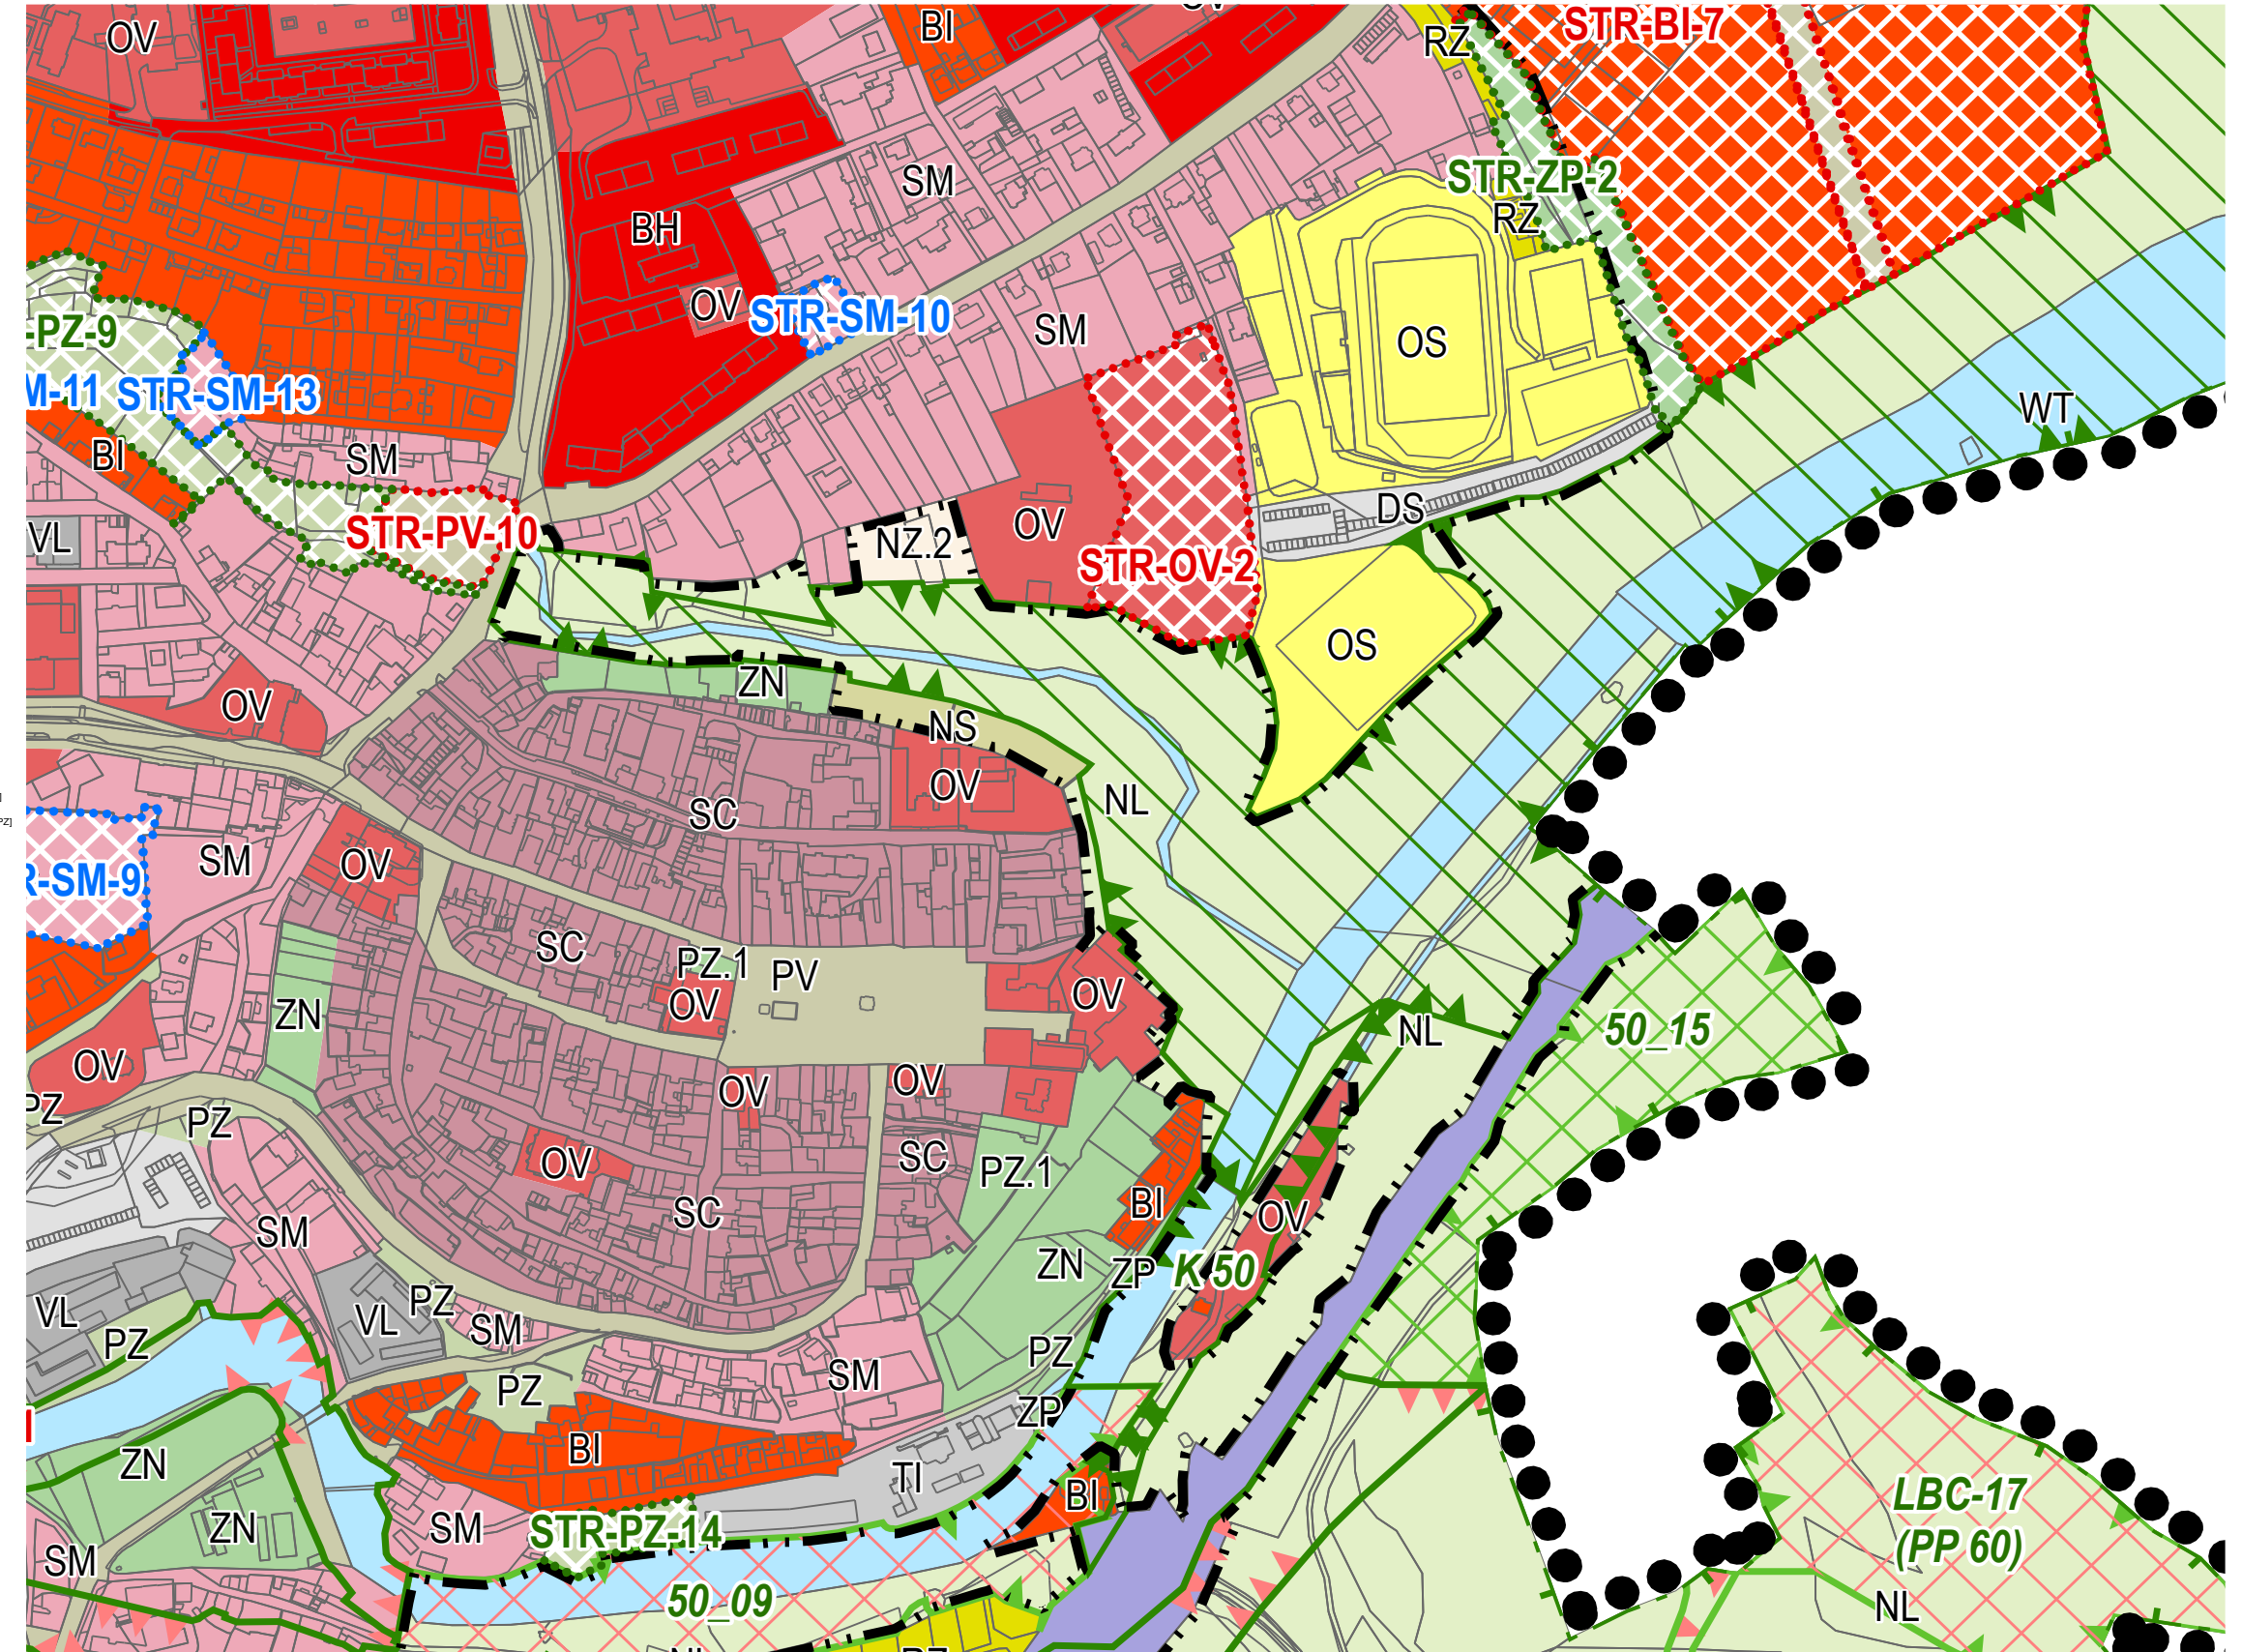 OV
BI
RZ
STR-BI-7
SM
STR-ZP-2
RZ
BH
OV
STR-SM-10
SM
OS
-PZ-9
M-11
STR-SM-13
WT
BI
SM
VL
STR-PV-10
NZ.2
OV
DS
STR-OV-2
OS
ZN
OV
NS
OV
NL
SC
SM
OV
R-SM-9
SC
PZ.1
PV
OV
OV
ZN
NL
50_15
OV
OV
OV
PZ
PZ
OV
SC
PZ.1
BI
SC
OV
SM
ZN
ZP
K 50
PZ
VL
VL
SM
PZ
PZ
SM
PZ
ZP
BI
ZN
TI
BI
LBC-17
(PP 60)
ZN
SM
STR-PZ-14
SM
50_09
NL